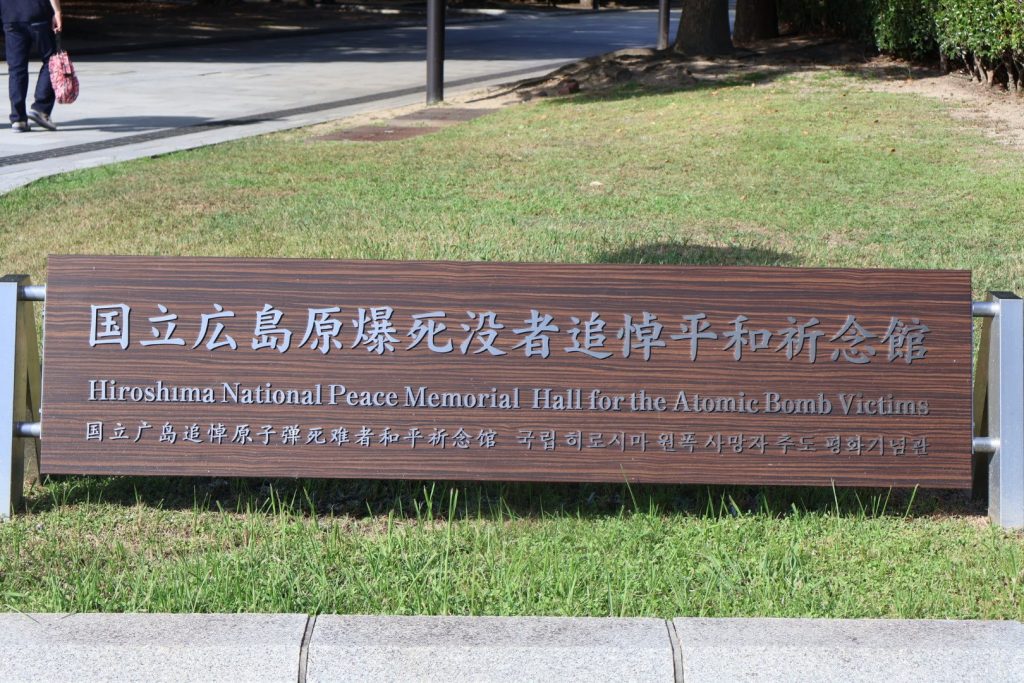 国立広島原爆死没者追悼平和祈念館
Hiroshima National Peace Memorial Hall for the Atomic Bomb Victims
国立广岛追悼原子弹死难者和平祈念馆 국립 히로시마 원폭 사망자 추도 평화기념관